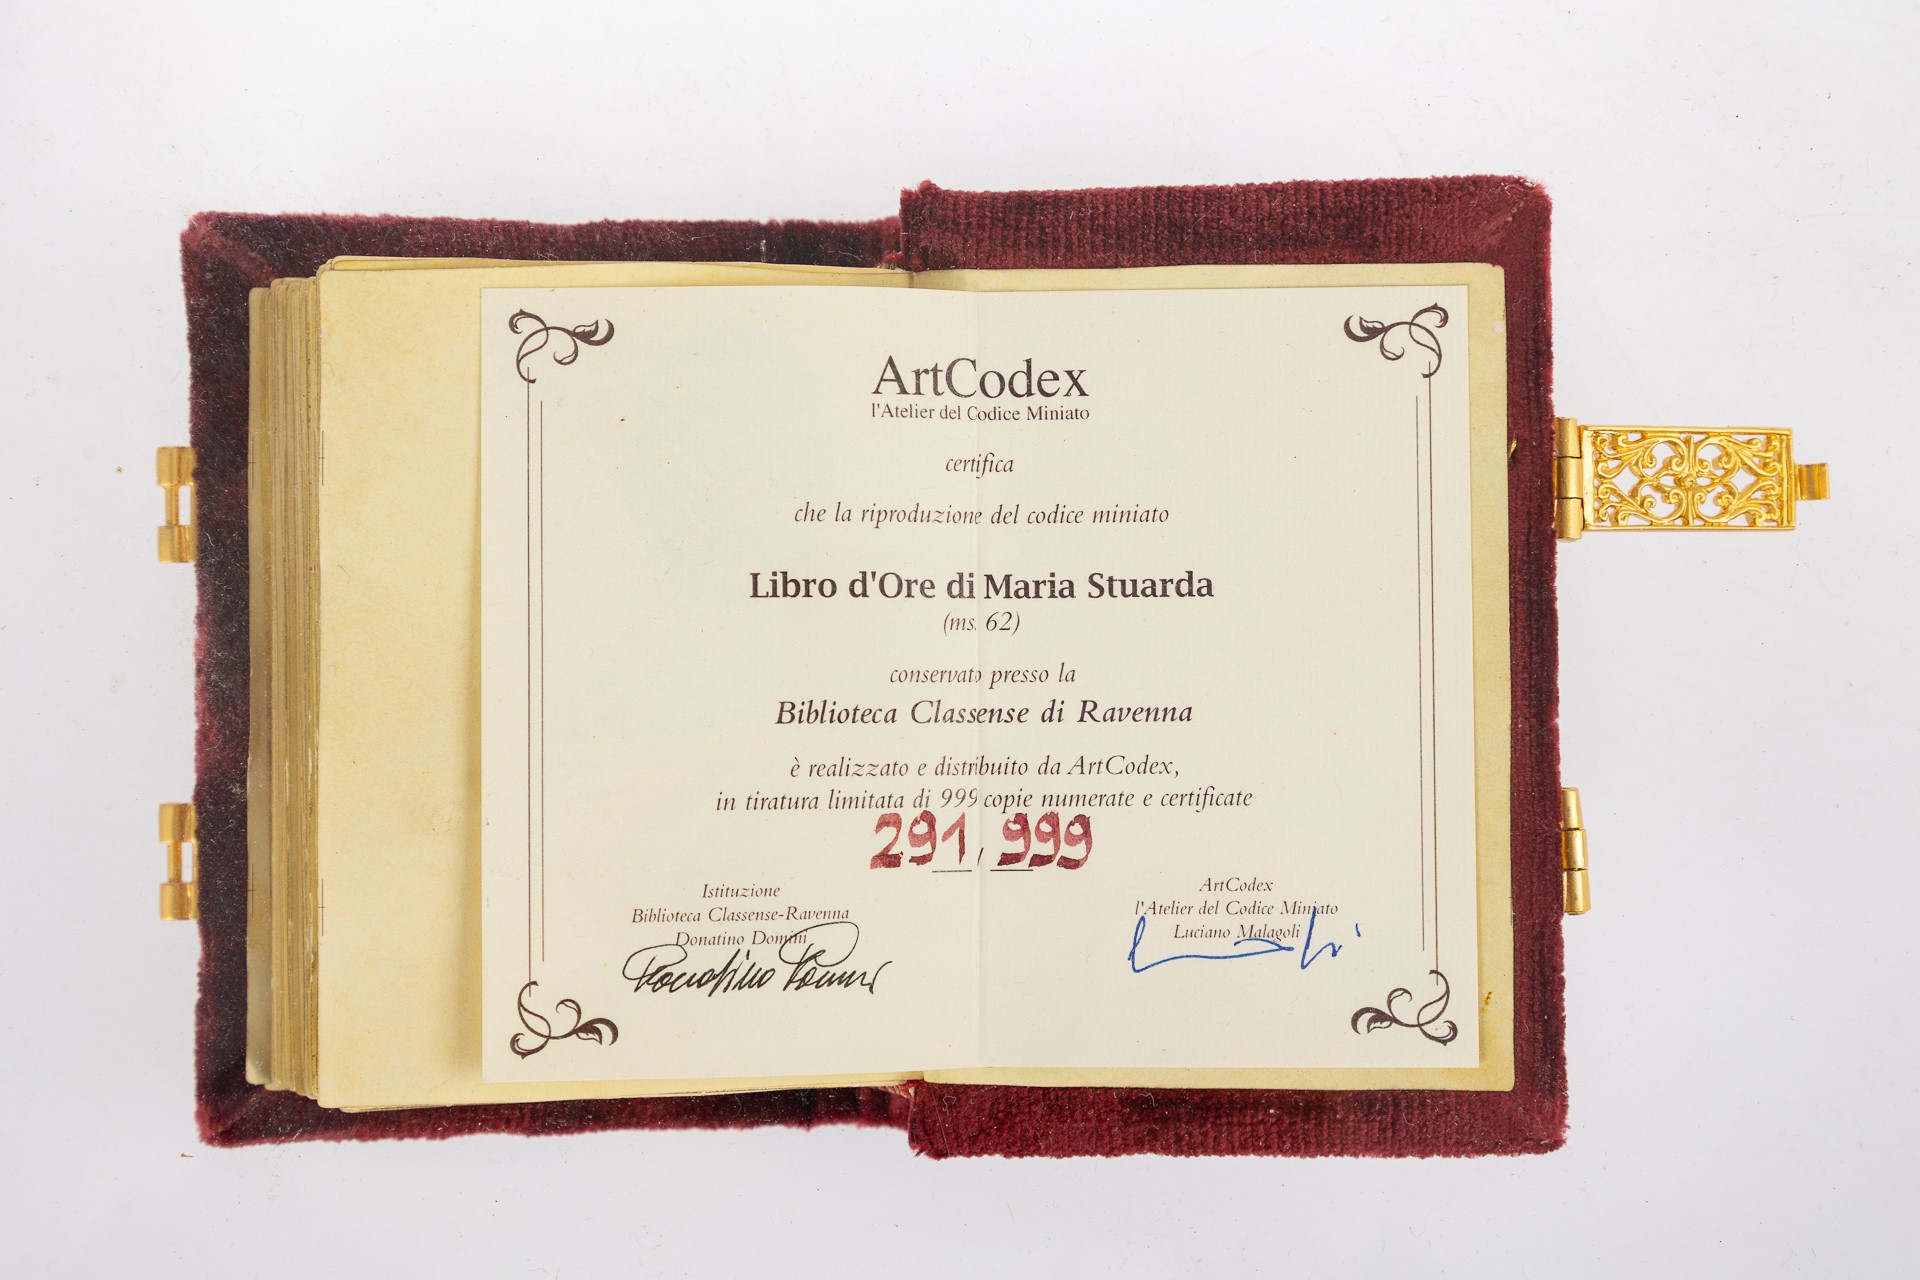 ArtCodex
l'Atelier del Codice Miniato
certifica
che la riproduzione del codice miniato
Libro d'Ore di Maria Stuarda
(ms. 62)
conservato presso la
Biblioteca Classense di Ravenna
è realizzato e distribuito da ArtCodex,
in tiratura limitata di 999 copie numerate e certificate
291 / 999
Istituzione
Biblioteca Classense-Ravenna
Donatino Domini
Donatino Domini
ArtCodex
l'Atelier del Codice Miniato
Luciano Malagoli